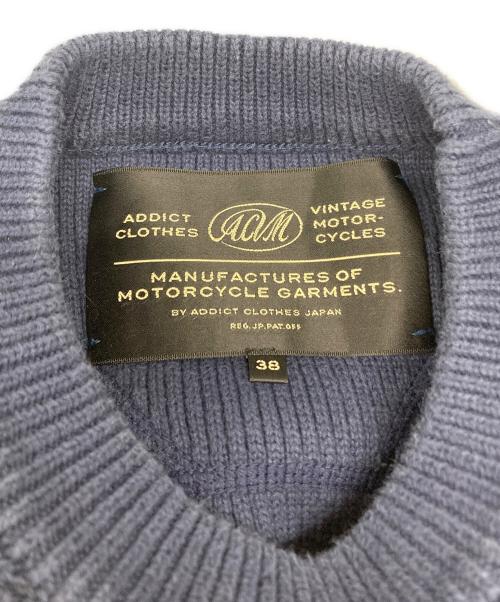 ADDICT
CLOTHES
ACVM
VINTAGE
MOTOR-
CYCLES
MANUFACTURES OF
MOTORCYCLE GARMENTS.
BY ADDICT CLOTHES JAPAN
REG.JP.PAT.OFF
38